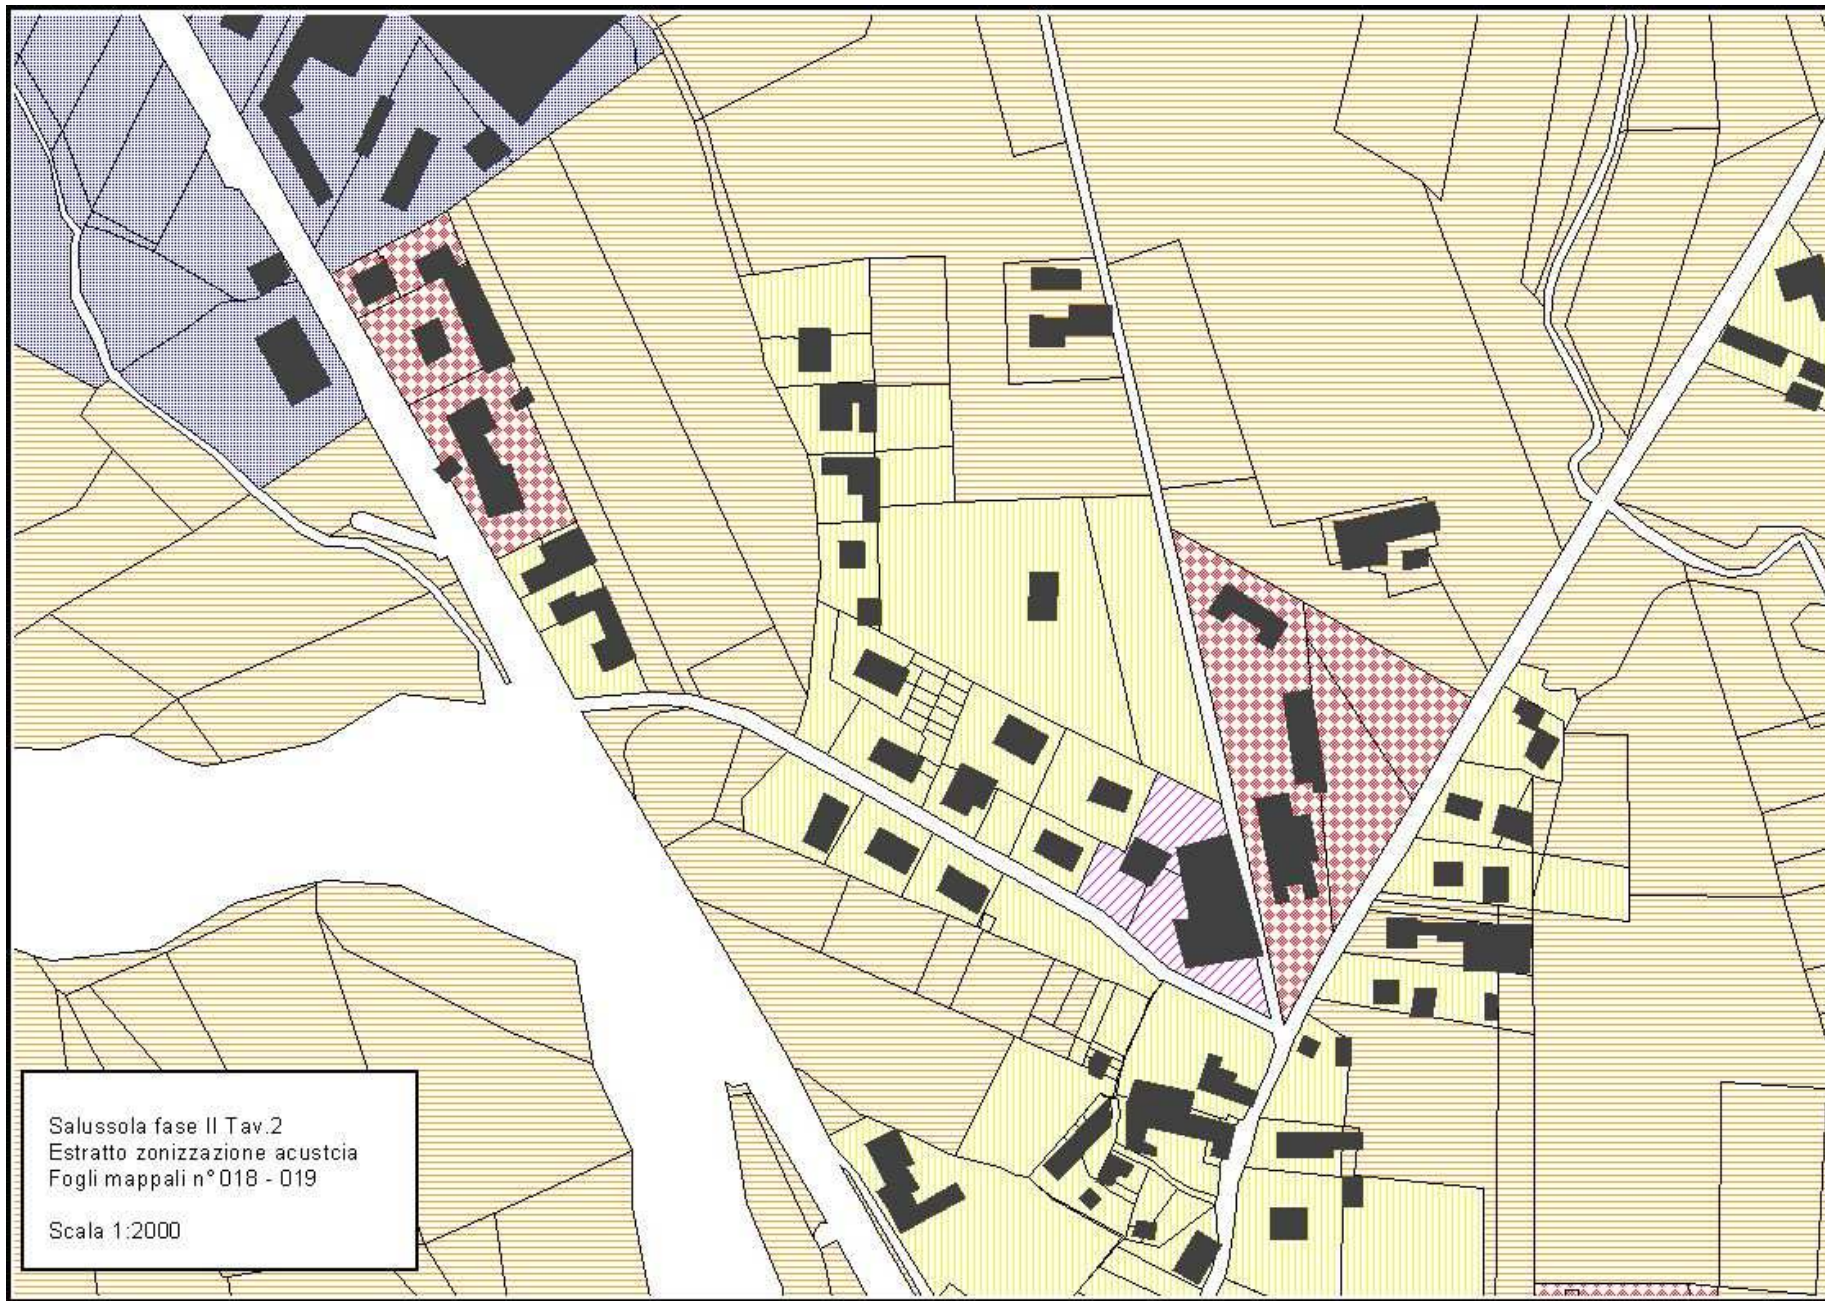 Salussola fase II Tav.2
Estratto zonizzazione acustcia
Fogli mappali n° 018 - 019
Scala 1:2000